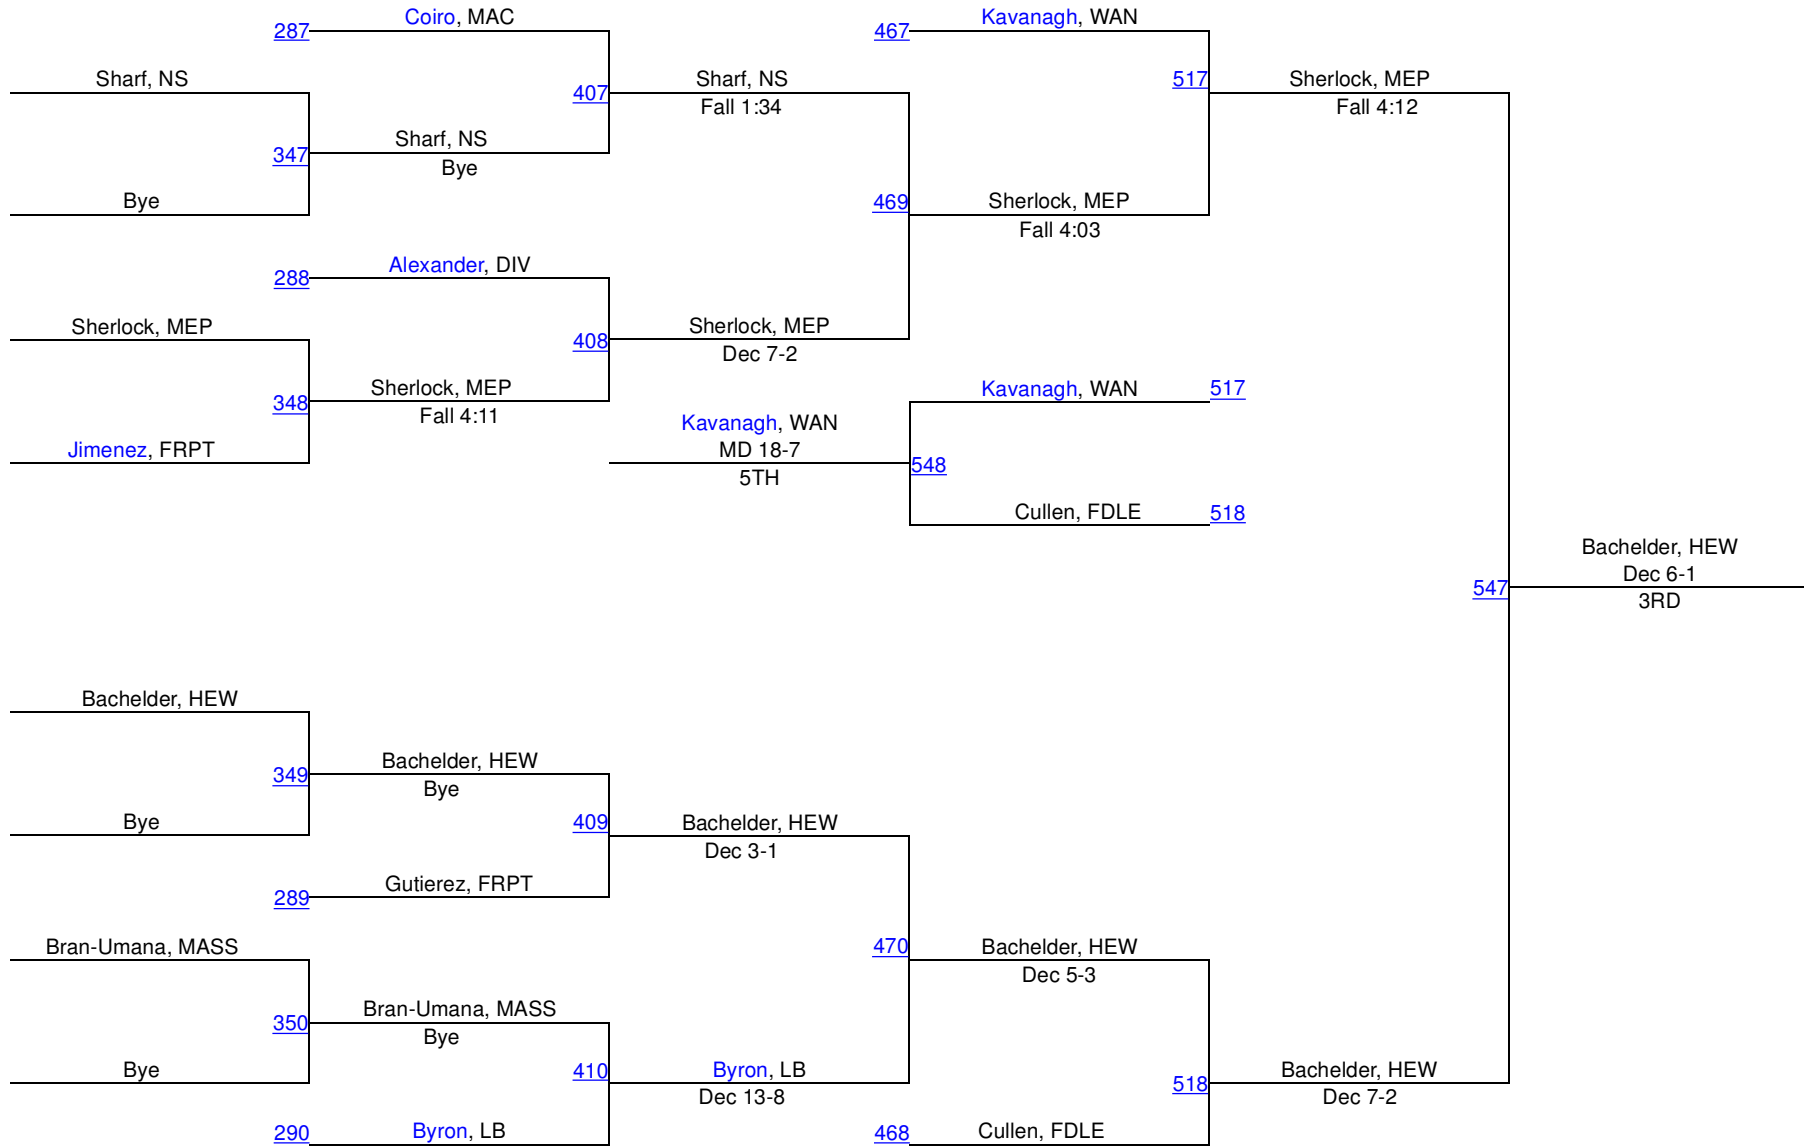 Coiro, MAC
287
Kavanagh, WAN
467
Sharf, NS
407
Sharf, NS
Fall 1:34
517
Sherlock, MEP
Fall 4:12
347
Sharf, NS
Bye
Bye
469
Sherlock, MEP
Fall 4:03
288
Alexander, DIV
Sherlock, MEP
408
Sherlock, MEP
Dec 7-2
348
Sherlock, MEP
Fall 4:11
Kavanagh, WAN
517
Jimenez, FRPT
Kavanagh, WAN
MD 18-7
5TH
548
Cullen, FDLE
518
547
Bachelder, HEW
Dec 6-1
3RD
Bachelder, HEW
349
Bachelder, HEW
Bye
Bye
409
Bachelder, HEW
Dec 3-1
289
Gutierez, FRPT
Bran-Umana, MASS
470
Bachelder, HEW
Dec 5-3
350
Bran-Umana, MASS
Bye
Bye
410
Byron, LB
Dec 13-8
518
Bachelder, HEW
Dec 7-2
290
Byron, LB
468
Cullen, FDLE